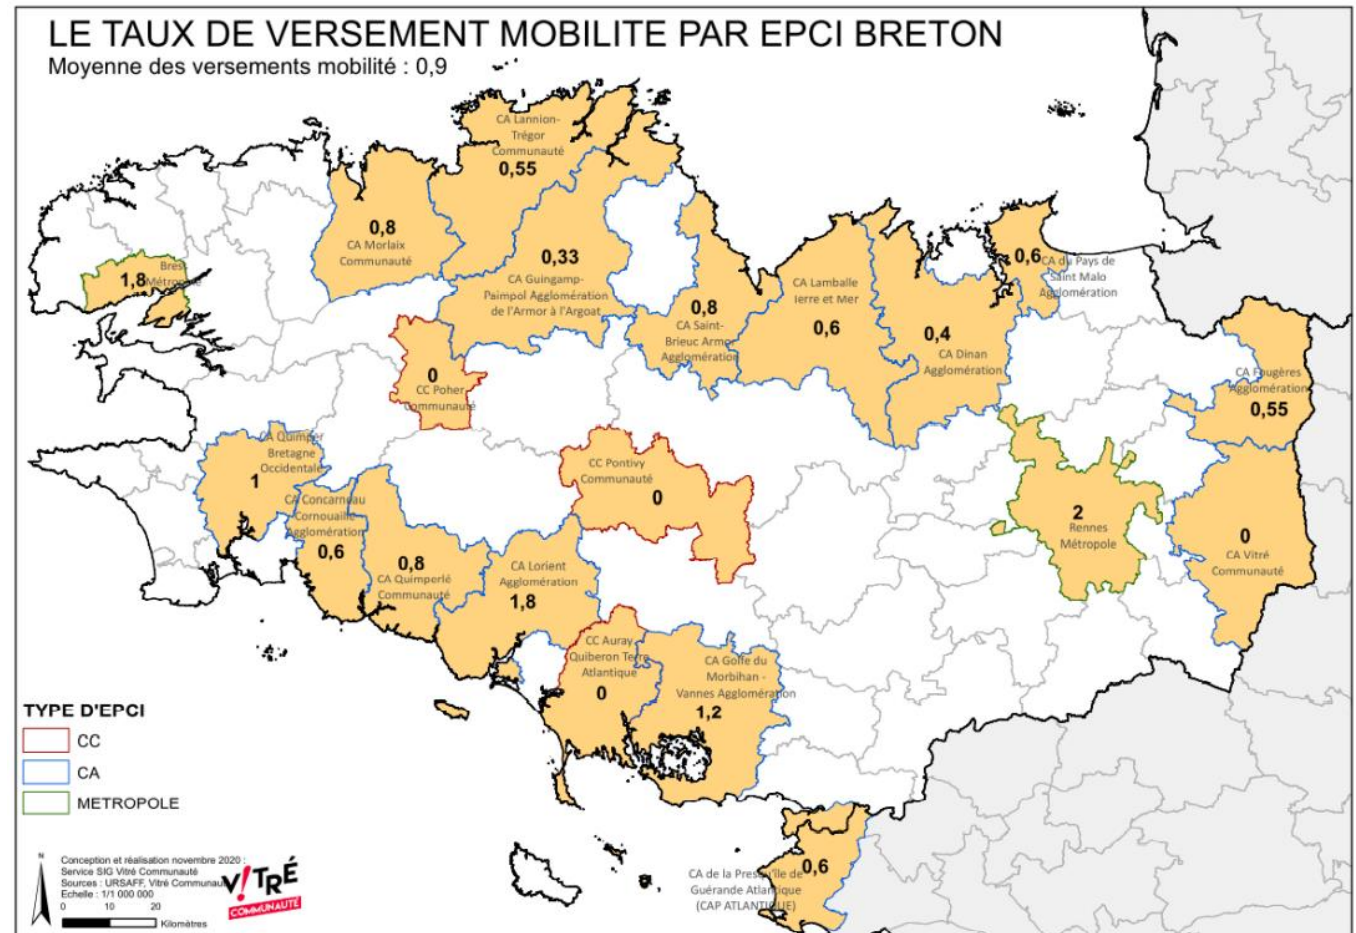 LE TAUX DE VERSEMENT MOBILITE PAR EPCI BRETON
Moyenne des versements mobilité : 0,9
CA Lannion-
Trégor
Communauté
0,55
0,8
CA Morlaix
Communauté
0,33
CA Guingamp-
Paimpol Agglomération
de l'Armor à l'Argoat
Brest
Métropole
1,8
0,8
CA Saint-
Brieuc Armor
Agglomération
CA Lamballe
Terre et Mer
0,6
0,4
CA Dinan
Agglomération
0,6
CA du Pays de
Saint Malo
Agglomération
CA Fougères
Agglomération
0,55
0
CC Poher
Communauté
CA Quimper
Bretagne
Occidentale
1
CA Concarneau
Cornouaille
Agglomération
0,6
0,8
CA Quimperlé
Communauté
CC Pontivy
Communauté
0
CA Lorient
Agglomération
1,8
2
Rennes
Métropole
0
CA Vitré
Communauté
CC Auray
Quiberon Terre
Atlantique
0
CA Golfe du
Morbihan -
Vannes Agglomération
1,2
CA de la Presqu'île de
Guérande Atlantique
(CAP ATLANTIQUE)
0,6
TYPE D'EPCI
CC
CA
METROPOLE
N
Conception et réalisation novembre 2020 :
Service SIG Vitré Communauté
Sources : URSAFF, Vitré Communau
Echelle : 1/1 000 000
0 10 20
Kilomètres
V!TRÉ
COMMUNAUTÉ